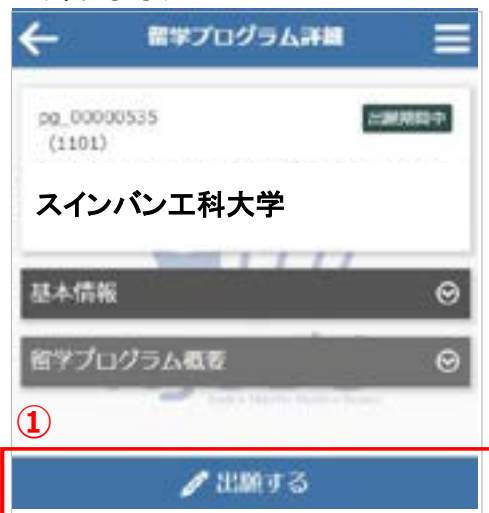 留学プログラム詳細
pg_00000535
(1101)
出願期間中
スインバン工科大学
基本情報
留学プログラム概要
①
出願する